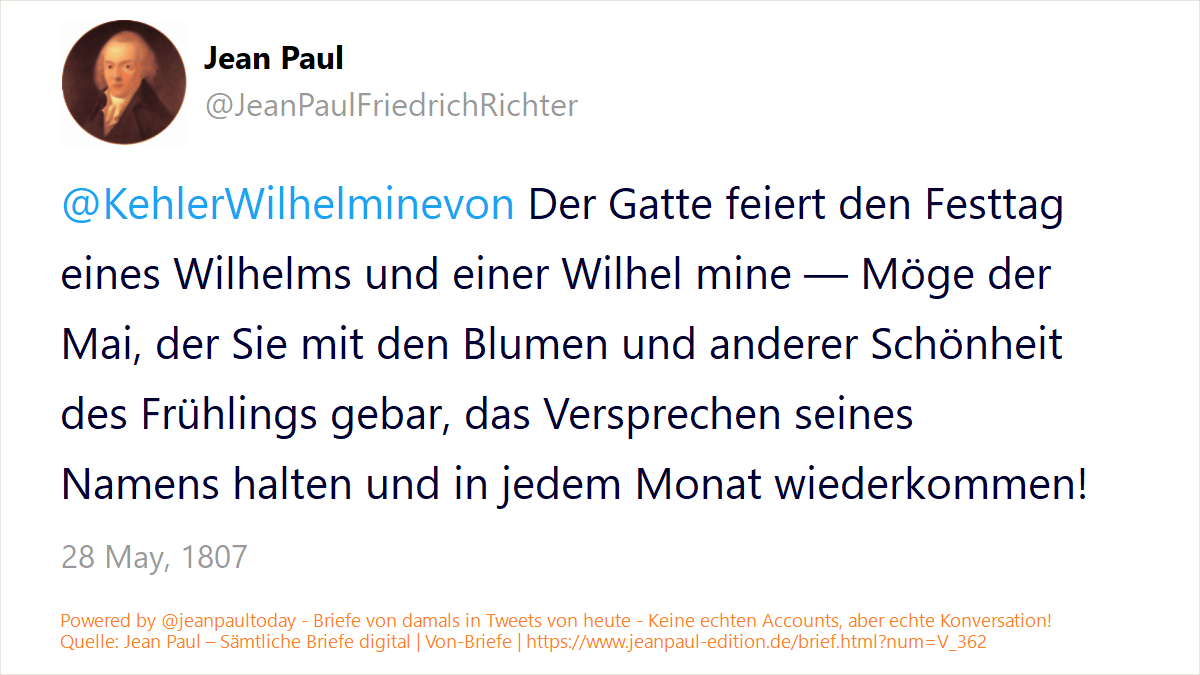 Jean Paul
@JeanPaulFriedrichRichter
@KehlerWilhelminevon Der Gatte feiert den Festtag
eines Wilhelms und einer Wilhel mine — Möge der
Mai, der Sie mit den Blumen und anderer Schönheit
des Frühlings gebar, das Versprechen seines
Namens halten und in jedem Monat wiederkommen!
28 May, 1807
Powered by @jeanpaultoday - Briefe von damals in Tweets von heute - Keine echten Accounts, aber echte Konversation!
Quelle: Jean Paul – Sämtliche Briefe digital | Von-Briefe | https://www.jeanpaul-edition.de/brief.html?num=V_362